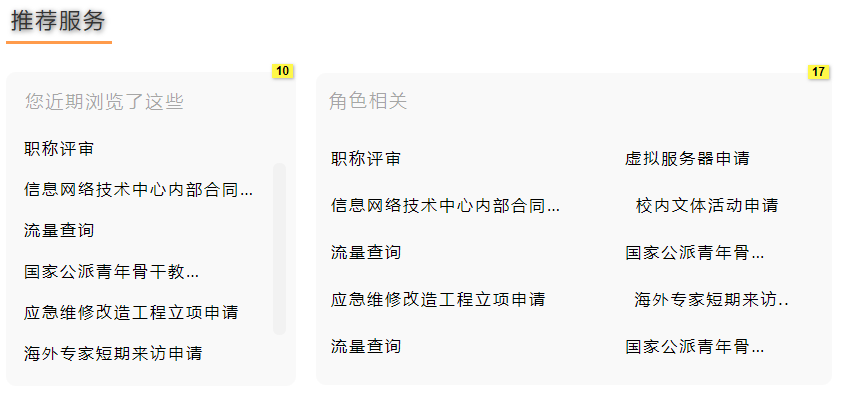 推荐服务
10
您近期浏览了这些
职称评审
信息网络技术中心内部合同...
流量查询
国家公派青年骨干教...
应急维修改造工程立项申请
海外专家短期来访申请
17
角色相关
职称评审 虚拟服务器申请
信息网络技术中心内部合同... 校内文体活动申请
流量查询 国家公派青年骨...
应急维修改造工程立项申请 海外专家短期来访..
流量查询 国家公派青年骨...